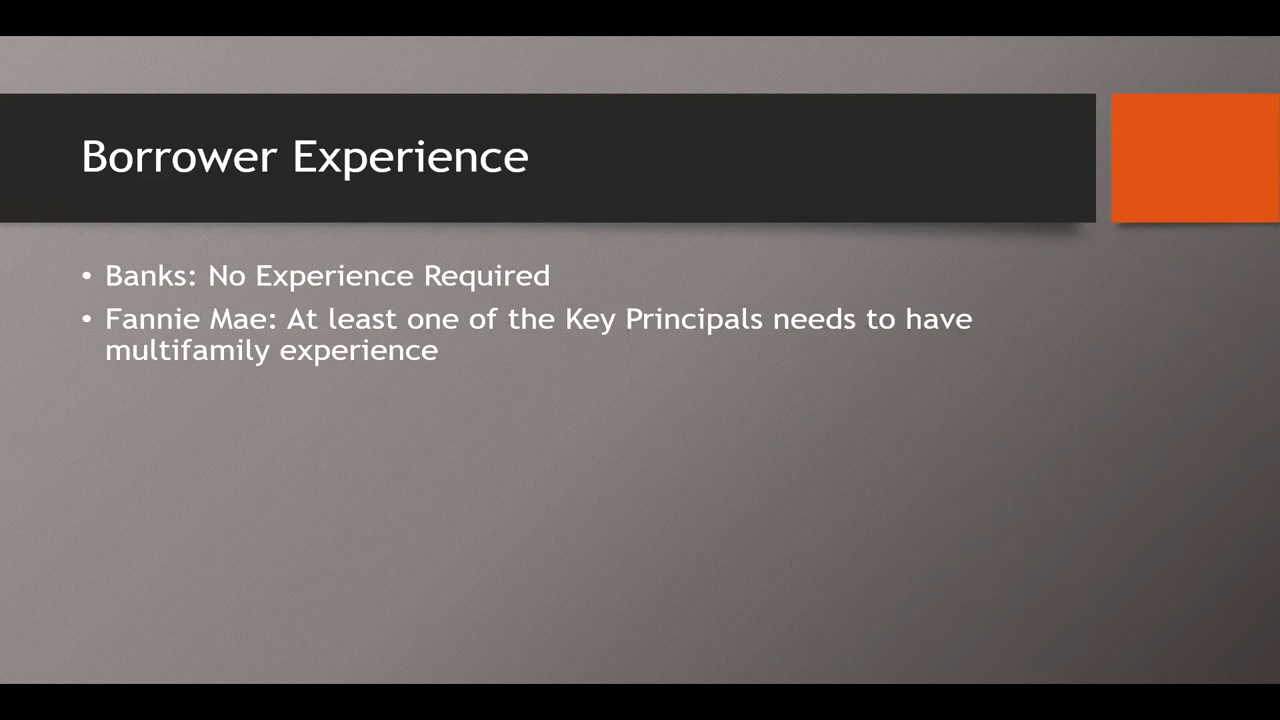 Borrower Experience
• Banks: No Experience Required
• Fannie Mae: At least one of the Key Principals needs to have
multifamily experience